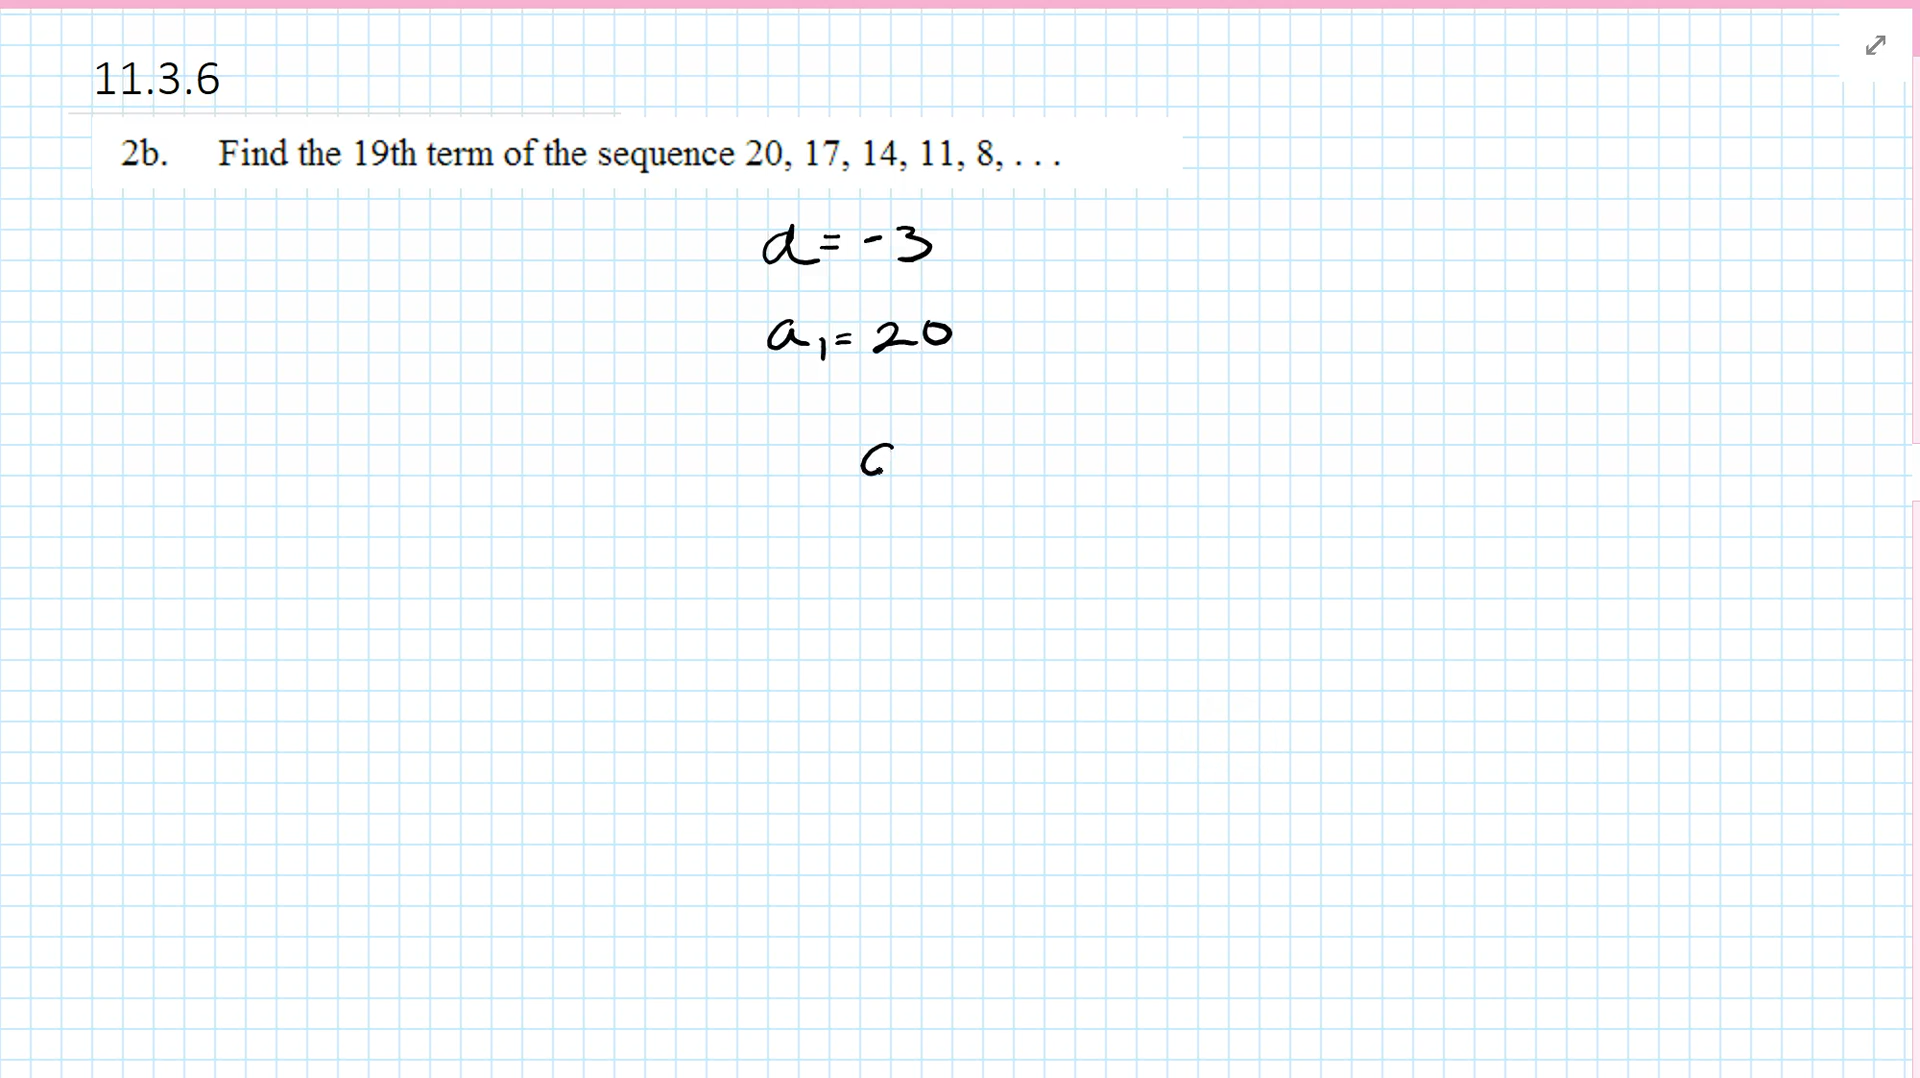 11.3.6
2b. Find the 19th term of the sequence 20, 17, 14, 11, 8, . . .
d = -3
a₁ = 20